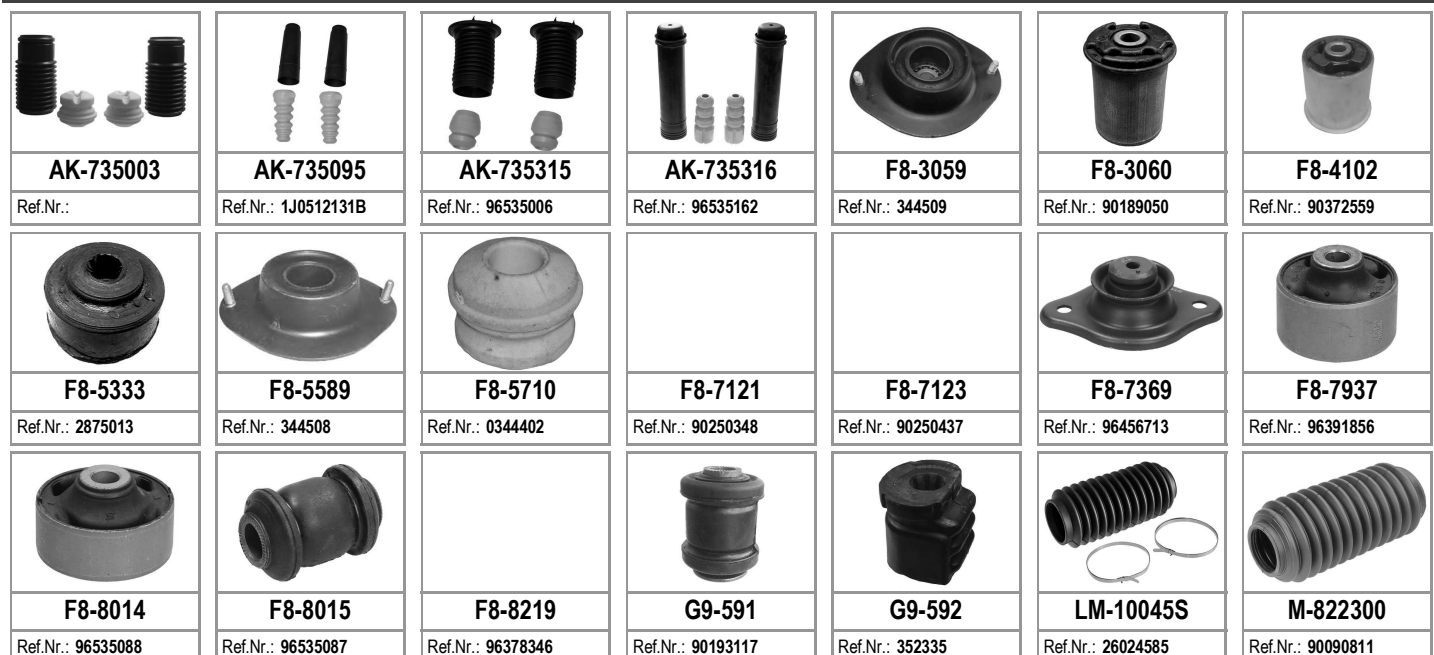 AK-735003 AK-735095 AK-735315 AK-735316 F8-3059 F8-3060 F8-4102
Ref.Nr.: Ref.Nr.: 1J0512131B Ref.Nr.: 96535006 Ref.Nr.: 96535162 Ref.Nr.: 344509 Ref.Nr.: 90189050 Ref.Nr.: 90372559
F8-5333 F8-5589 F8-5710 F8-7121 F8-7123 F8-7369 F8-7937
Ref.Nr.: 2875013 Ref.Nr.: 344508 Ref.Nr.: 0344402 Ref.Nr.: 90250348 Ref.Nr.: 90250437 Ref.Nr.: 96456713 Ref.Nr.: 96391856
F8-8014 F8-8015 F8-8219 G9-591 G9-592 LM-10045S M-822300
Ref.Nr.: 96535088 Ref.Nr.: 96535087 Ref.Nr.: 96378346 Ref.Nr.: 90193117 Ref.Nr.: 352335 Ref.Nr.: 26024585 Ref.Nr.: 90090811